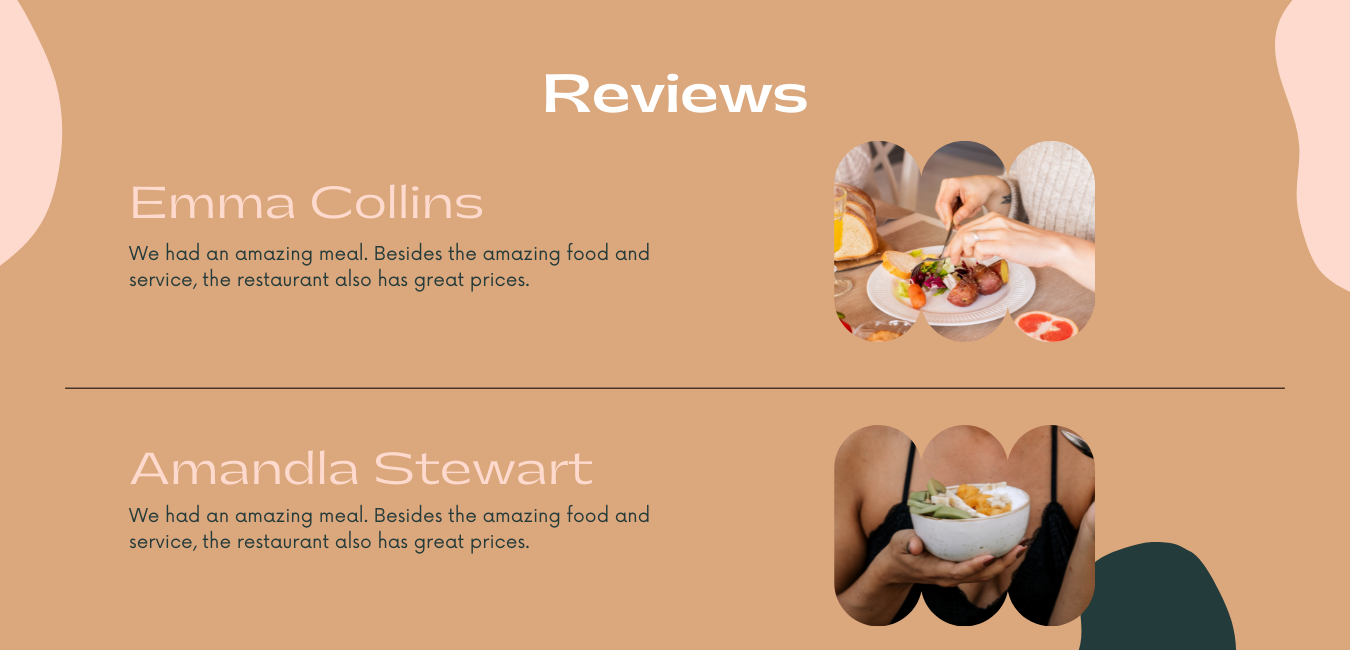 Reviews
Emma Collins
We had an amazing meal. Besides the amazing food and
service, the restaurant also has great prices.
Amandla Stewart
We had an amazing meal. Besides the amazing food and
service, the restaurant also has great prices.